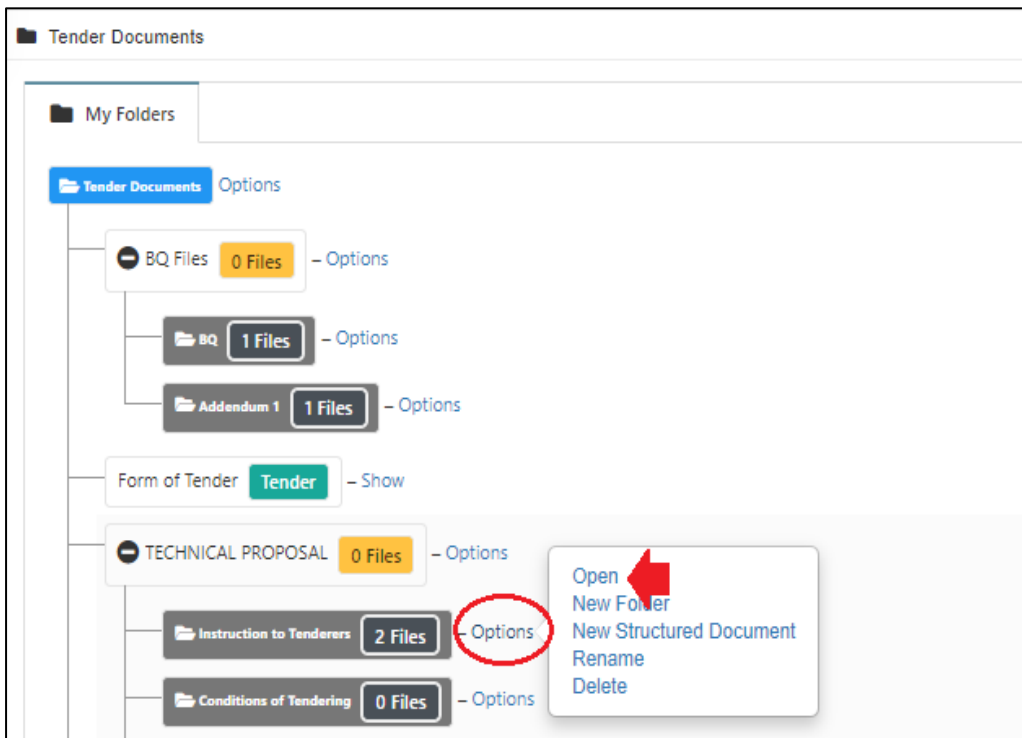 Tender Documents
My Folders
Tender Documents Options
BQ Files 0 Files – Options
BQ 1 Files – Options
Addendum 1 1 Files – Options
Form of Tender Tender – Show
TECHNICAL PROPOSAL 0 Files – Options
Instruction to Tenderers 2 Files – Options
Conditions of Tendering 0 Files – Options
Open
New Folder
New Structured Document
Rename
Delete